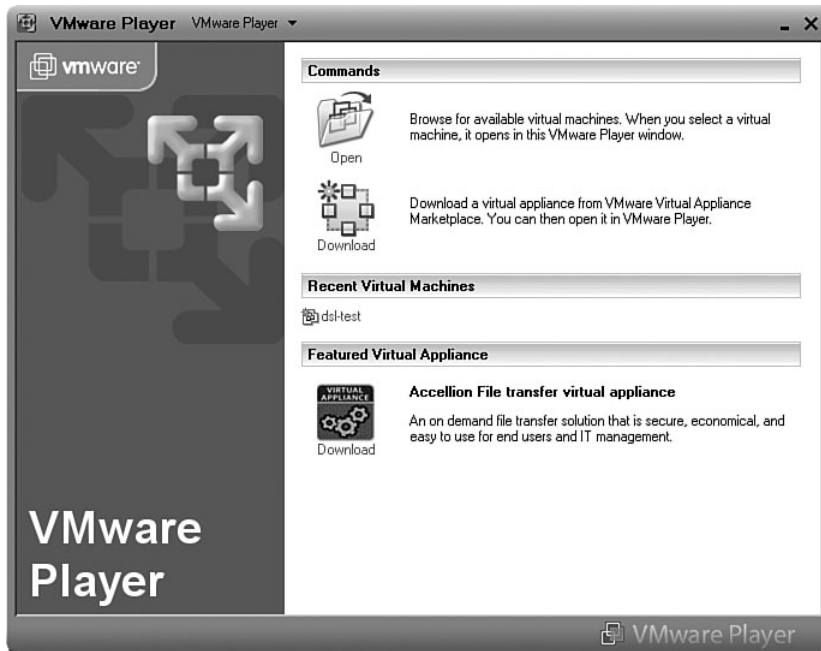 VMware Player VMware Player
vmware
Commands
Open
Browse for available virtual machines. When you select a virtual
machine, it opens in this VMware Player window.
Download
Download a virtual appliance from VMware Virtual Appliance
Marketplace. You can then open it in VMware Player.
Recent Virtual Machines
dsl-test
Featured Virtual Appliance
VIRTUAL
APPLIANCE
Download
Accellion File transfer virtual appliance
An on demand file transfer solution that is secure, economical, and
easy to use for end users and IT management.
VMware
Player
VMware Player